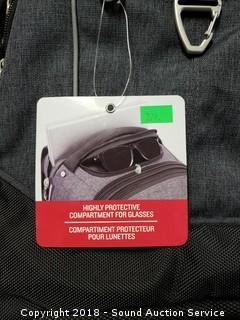 HIGHLY PROTECTIVE
COMPARTMENT FOR GLASSES
COMPARTIMENT PROTECTEUR
POUR LUNETTES
Copyright 2018 - Sound Auction Service